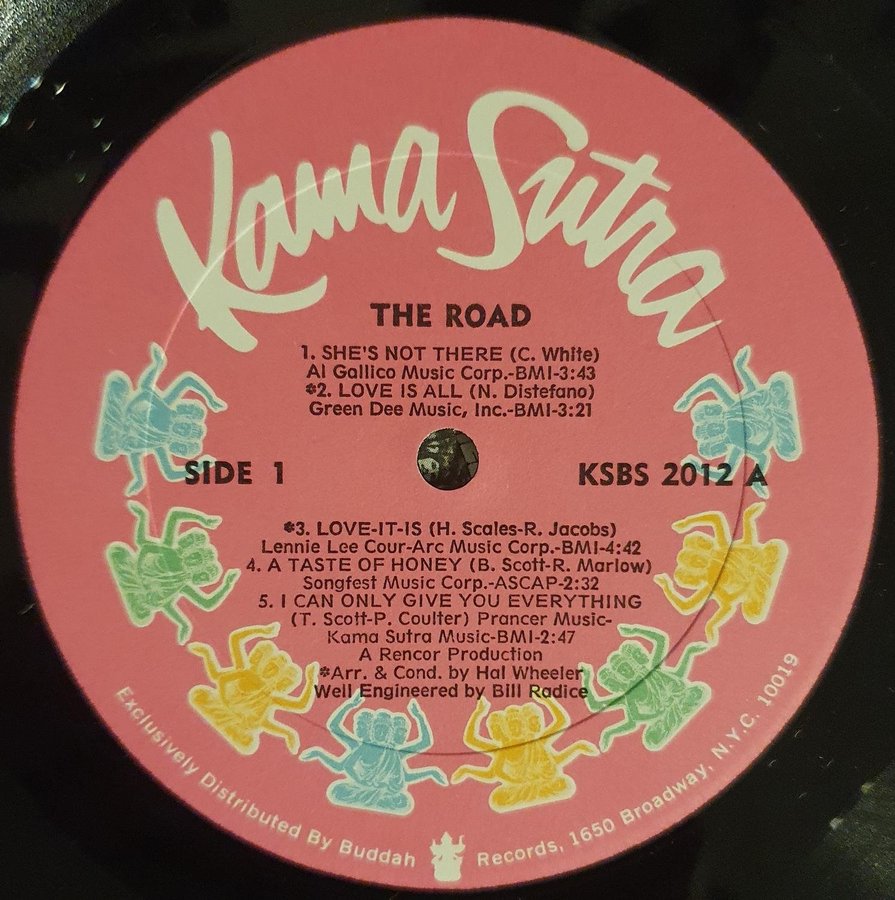 Kama Sutra
THE ROAD
1. SHE'S NOT THERE (C. White)
Al Gallico Music Corp.-BMI-3:43
*2. LOVE IS ALL (N. Distefano)
Green Dee Music, Inc.-BMI-3:21
SIDE 1
KSBS 2012 A
*3. LOVE-IT-IS (H. Scales-R. Jacobs)
Lennie Lee Cour-Arc Music Corp.-BMI-4:42
4. A TASTE OF HONEY (B. Scott-R. Marlow)
Songfest Music Corp.-ASCAP-2:32
5. I CAN ONLY GIVE YOU EVERYTHING
(T. Scott-P. Coulter) Prancer Music-
Kama Sutra Music-BMI-2:47
A Rencor Production
*Arr. & Cond. by Hal Wheeler
Well Engineered by Bill Radice
Exclusively Distributed By Buddah Records, 1650 Broadway, N.Y.C. 10019